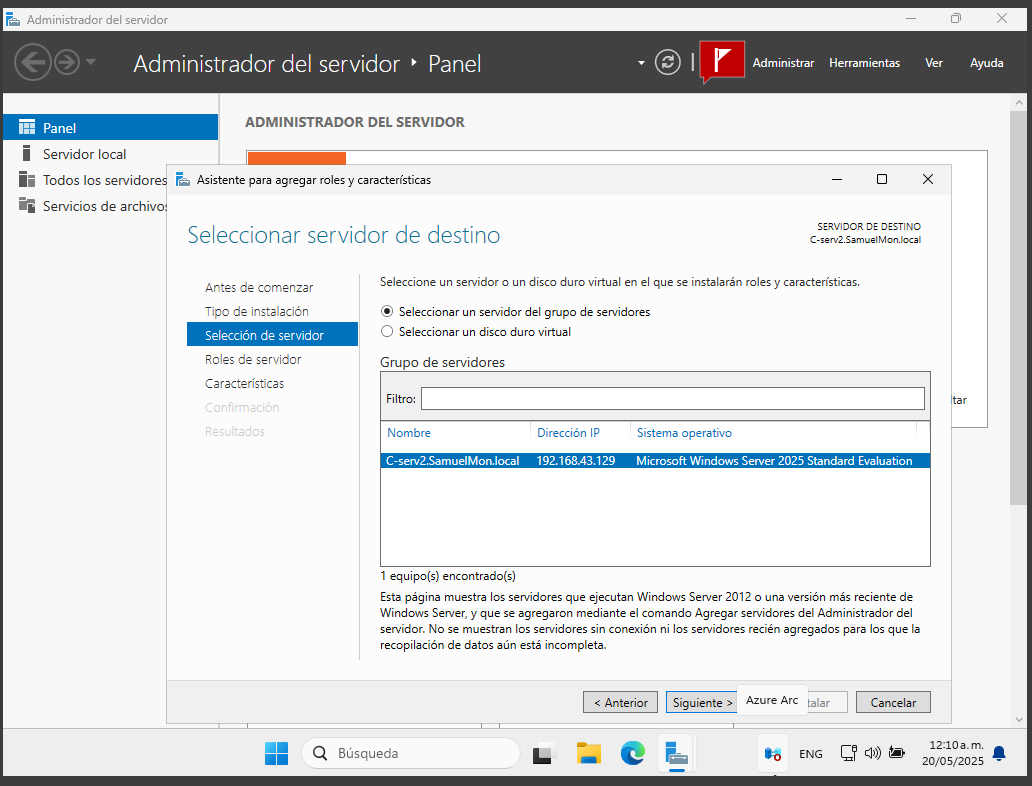 Administrador del servidor
Administrador del servidor ‣ Panel
Administrar Herramientas Ver Ayuda
Panel
Servidor local
Todos los servidores
Servicios de archivos
ADMINISTRADOR DEL SERVIDOR
Asistente para agregar roles y características
Seleccionar servidor de destino
SERVIDOR DE DESTINO
C-serv2.SamuelMon.local
Antes de comenzar
Tipo de instalación
Selección de servidor
Roles de servidor
Características
Confirmación
Resultados
Seleccione un servidor o un disco duro virtual en el que se instalarán roles y características.
Seleccionar un servidor del grupo de servidores
Seleccionar un disco duro virtual
Grupo de servidores
Filtro:
Nombre Dirección IP Sistema operativo
C-serv2.SamuelMon.local 192.168.43.129 Microsoft Windows Server 2025 Standard Evaluation
1 equipo(s) encontrado(s)
Esta página muestra los servidores que ejecutan Windows Server 2012 o una versión más reciente de
Windows Server, y que se agregaron mediante el comando Agregar servidores del Administrador del
servidor. No se muestran los servidores sin conexión ni los servidores recién agregados para los que la
recopilación de datos aún está incompleta.
tar
< Anterior Siguiente > Azure Arc talar Cancelar
Búsqueda
ENG
12:10 a. m.
20/05/2025